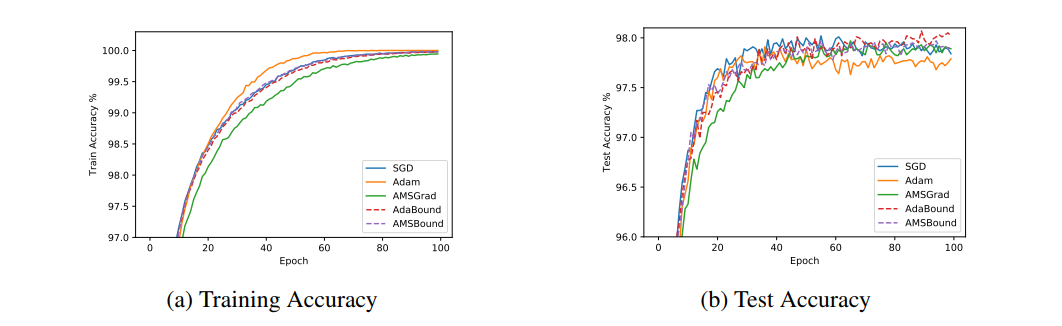 100.0
99.5
99.0
98.5
98.0
97.5
97.0
Train Accuracy %
0 20 40 60 80 100
Epoch
SGD
Adam
AMSGrad
AdaBound
AMSBound
(a) Training Accuracy
98.0
97.5
97.0
96.5
96.0
Test Accuracy %
0 20 40 60 80 100
Epoch
SGD
Adam
AMSGrad
AdaBound
AMSBound
(b) Test Accuracy